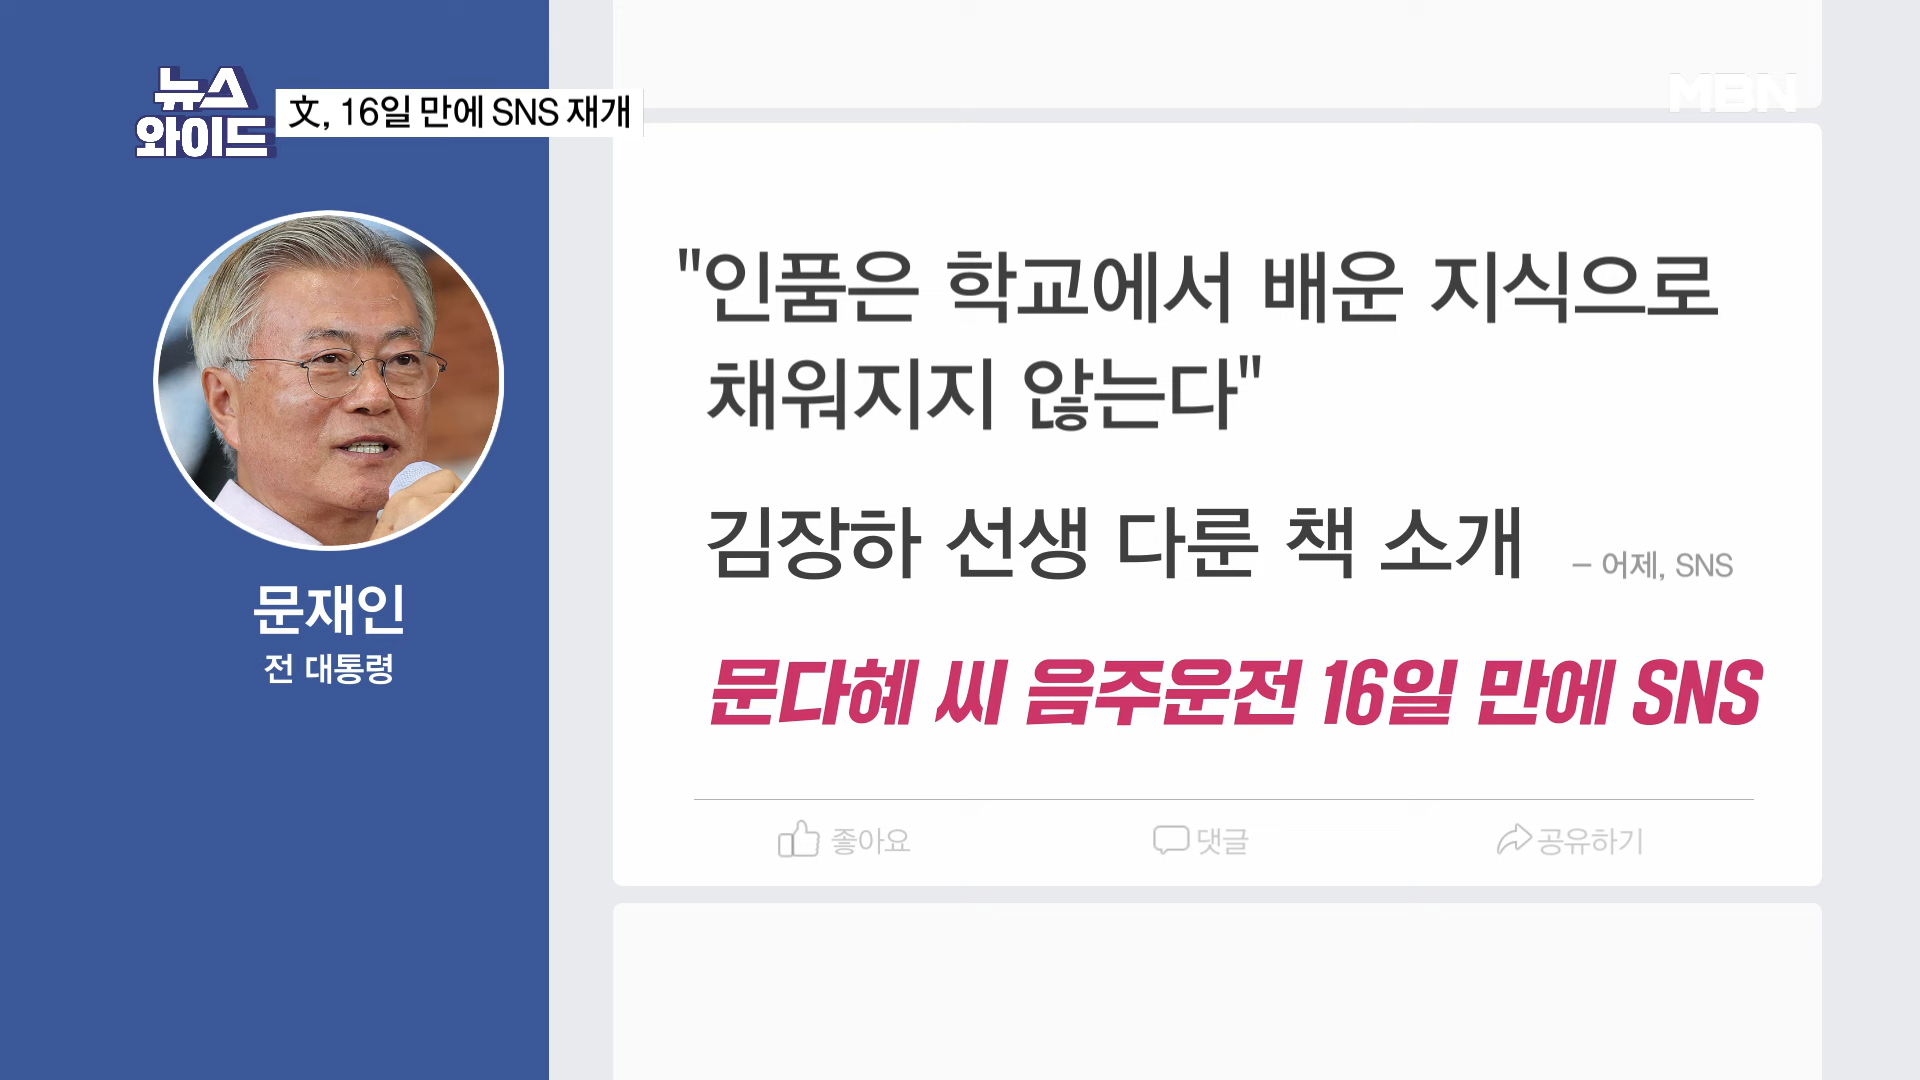 뉴스
와이드
文, 16일 만에 SNS 재개
MBN
문재인
전 대통령
"인품은 학교에서 배운 지식으로
채워지지 않는다"
김장하 선생 다룬 책 소개 – 어제, SNS
문다혜 씨 음주운전 16일 만에 SNS
좋아요 댓글 공유하기